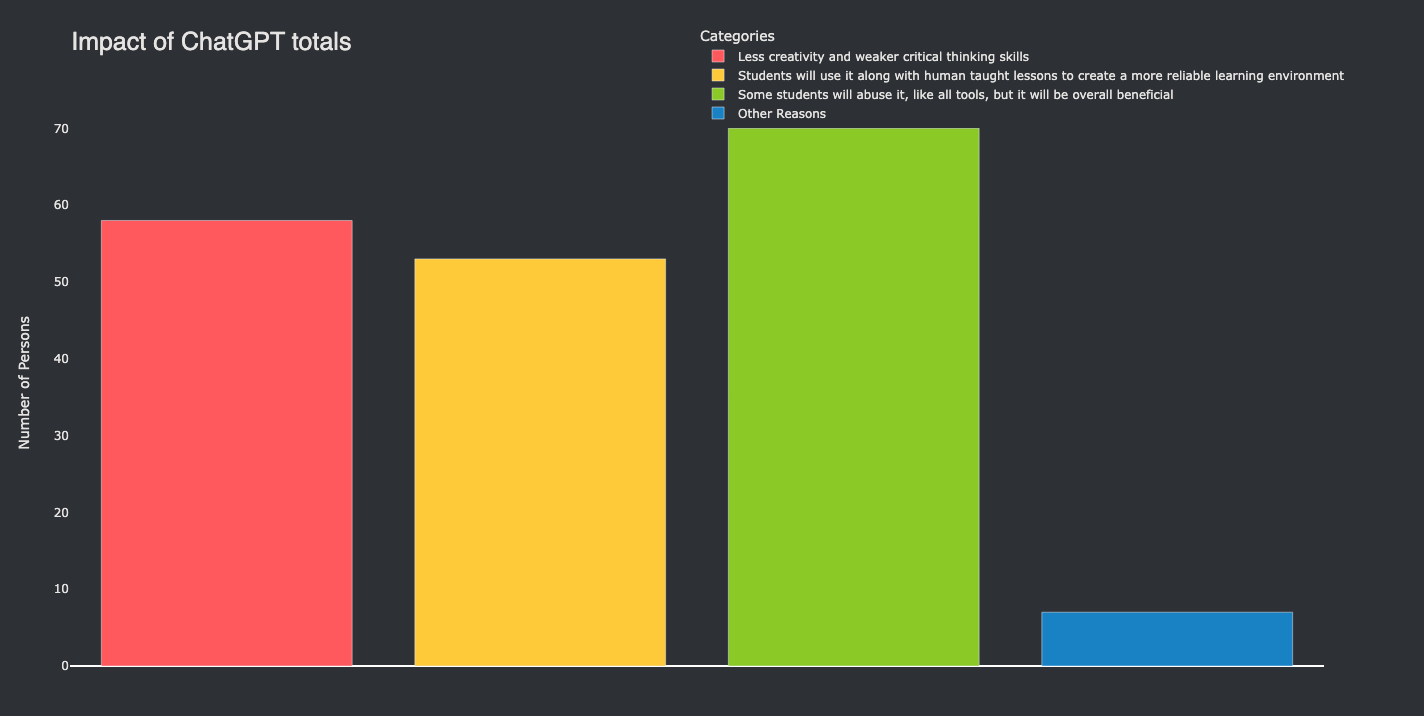 Impact of ChatGPT totals
Categories
Less creativity and weaker critical thinking skills
Students will use it along with human taught lessons to create a more reliable learning environment
Some students will abuse it, like all tools, but it will be overall beneficial
Other Reasons
Number of Persons
70
60
50
40
30
20
10
0